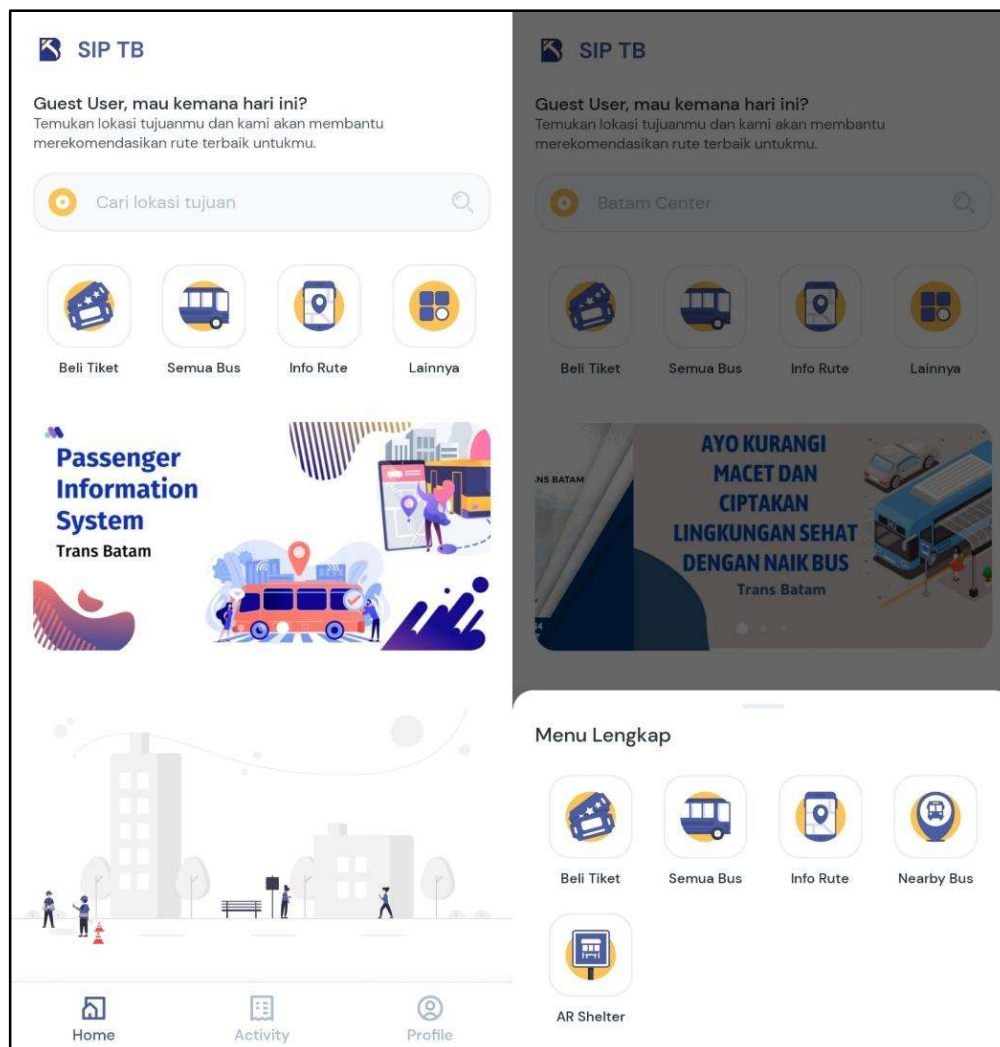 SIP TB
Guest User, mau kemana hari ini?
Temukan lokasi tujuanmu dan kami akan membantu
merekomendasikan rute terbaik untukmu.
Cari lokasi tujuan
Beli Tiket
Semua Bus
Info Rute
Lainnya
Passenger
Information
System
Trans Batam
Home
Activity
Profile
SIP TB
Guest User, mau kemana hari ini?
Temukan lokasi tujuanmu dan kami akan membantu
merekomendasikan rute terbaik untukmu.
Batam Center
Beli Tiket
Semua Bus
Info Rute
Lainnya
NS BATAM
AYO KURANGI
MACET DAN
CIPTAKAN
LINGKUNGAN SEHAT
DENGAN NAIK BUS
Trans Batam
Menu Lengkap
Beli Tiket
Semua Bus
Info Rute
Nearby Bus
AR Shelter